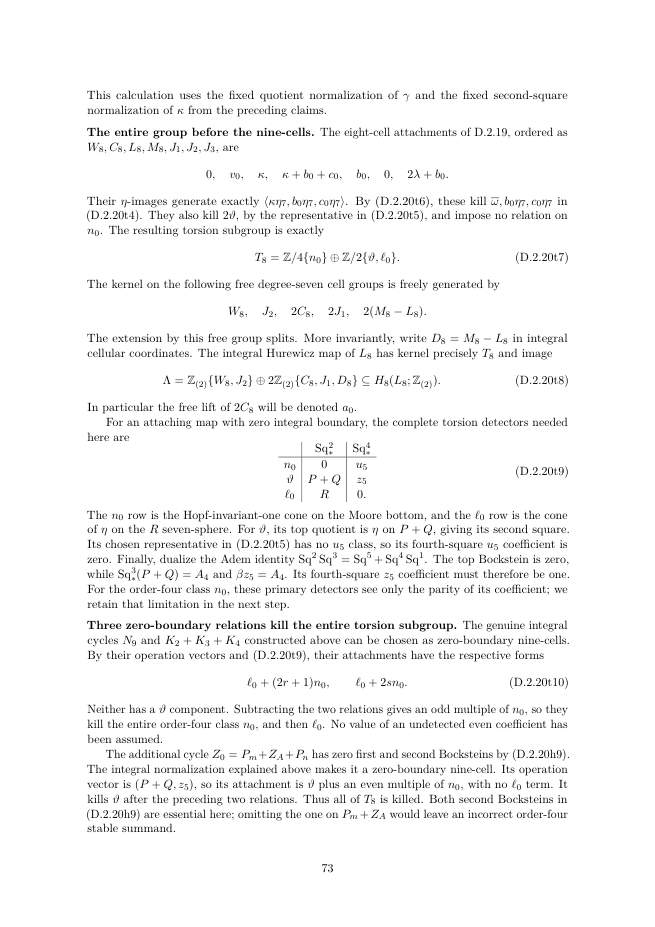 This calculation uses the fixed quotient normalization of γ and the fixed second-square
normalization of κ from the preceding claims.
The entire group before the nine-cells. The eight-cell attachments of D.2.19, ordered as
W₈, C₈, L₈, M₈, J₁, J₂, J₃, are
0, v₀, κ, κ + b₀ + c₀, b₀, 0, 2λ + b₀.
Their η-images generate exactly ⟨κη₇, b₀η₇, c₀η₇⟩. By (D.2.20t6), these kill ω̅, b₀η₇, c₀η₇ in
(D.2.20t4). They also kill 2ϑ, by the representative in (D.2.20t5), and impose no relation on
n₀. The resulting torsion subgroup is exactly
T₈ = ℤ/4{n₀} ⊕ ℤ/2{ϑ, ℓ₀}. (D.2.20t7)
The kernel on the following free degree-seven cell groups is freely generated by
W₈, J₂, 2C₈, 2J₁, 2(M₈ − L₈).
The extension by this free group splits. More invariantly, write D₈ = M₈ − L₈ in integral
cellular coordinates. The integral Hurewicz map of L₈ has kernel precisely T₈ and image
Λ = ℤ₍₂₎{W₈, J₂} ⊕ 2ℤ₍₂₎{C₈, J₁, D₈} ⊆ H₈(L₈; ℤ₍₂₎). (D.2.20t8)
In particular the free lift of 2C₈ will be denoted a₀.
For an attaching map with zero integral boundary, the complete torsion detectors needed
here are
Sq²∗ Sq⁴∗
n₀ 0 u₅
ϑ P + Q z₅ (D.2.20t9)
ℓ₀ R 0.
The n₀ row is the Hopf-invariant-one cone on the Moore bottom, and the ℓ₀ row is the cone
of η on the R seven-sphere. For ϑ, its top quotient is η on P + Q, giving its second square.
Its chosen representative in (D.2.20t5) has no u₅ class, so its fourth-square u₅ coefficient is
zero. Finally, dualize the Adem identity Sq² Sq³ = Sq⁵ + Sq⁴ Sq¹. The top Bockstein is zero,
while Sq³∗(P + Q) = A₄ and βz₅ = A₄. Its fourth-square z₅ coefficient must therefore be one.
For the order-four class n₀, these primary detectors see only the parity of its coefficient; we
retain that limitation in the next step.
Three zero-boundary relations kill the entire torsion subgroup. The genuine integral
cycles N₉ and K₂ + K₃ + K₄ constructed above can be chosen as zero-boundary nine-cells.
By their operation vectors and (D.2.20t9), their attachments have the respective forms
ℓ₀ + (2r + 1)n₀, ℓ₀ + 2sn₀. (D.2.20t10)
Neither has a ϑ component. Subtracting the two relations gives an odd multiple of n₀, so they
kill the entire order-four class n₀, and then ℓ₀. No value of an undetected even coefficient has
been assumed.
The additional cycle Z₀ = Pₘ + Z_A + Pₙ has zero first and second Bocksteins by (D.2.20h9).
The integral normalization explained above makes it a zero-boundary nine-cell. Its operation
vector is (P + Q, z₅), so its attachment is ϑ plus an even multiple of n₀, with no ℓ₀ term. It
kills ϑ after the preceding two relations. Thus all of T₈ is killed. Both second Bocksteins in
(D.2.20h9) are essential here; omitting the one on Pₘ + Z_A would leave an incorrect order-four
stable summand.
73